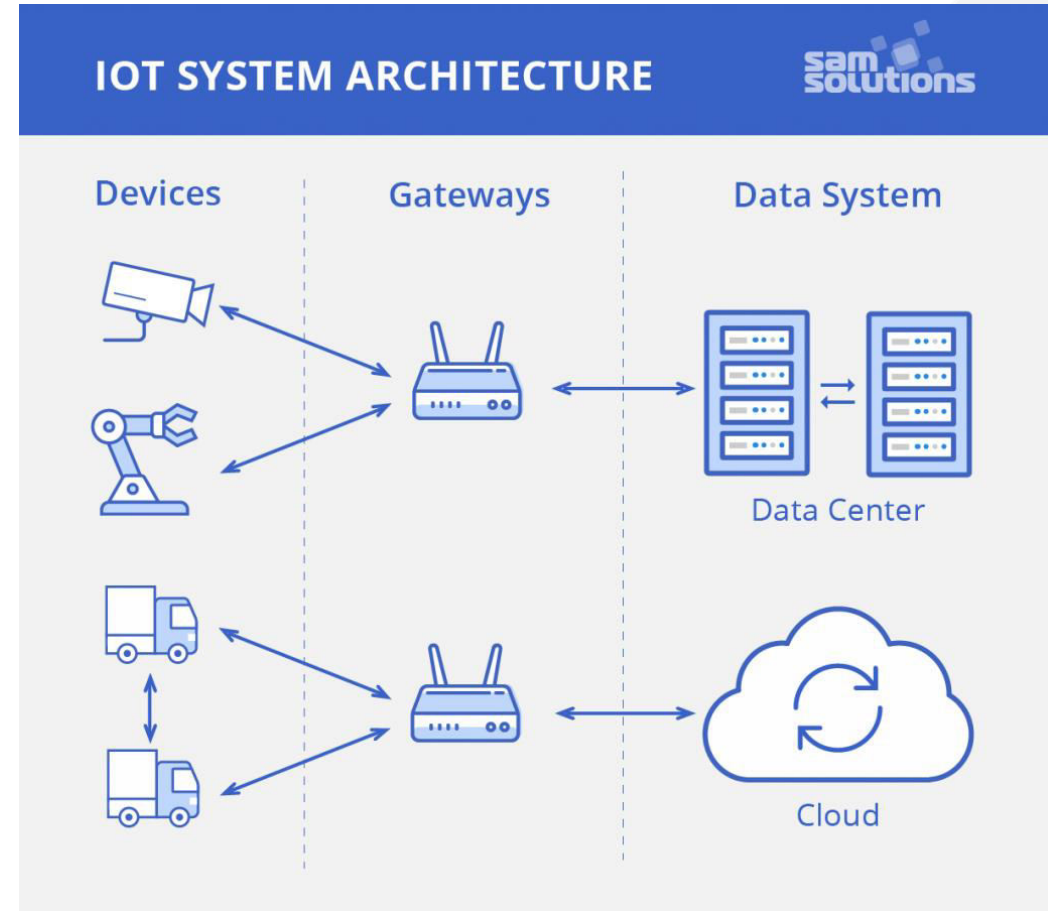 IOT SYSTEM ARCHITECTURE
sam
solutions
Devices
Gateways
Data System
Data Center
Cloud